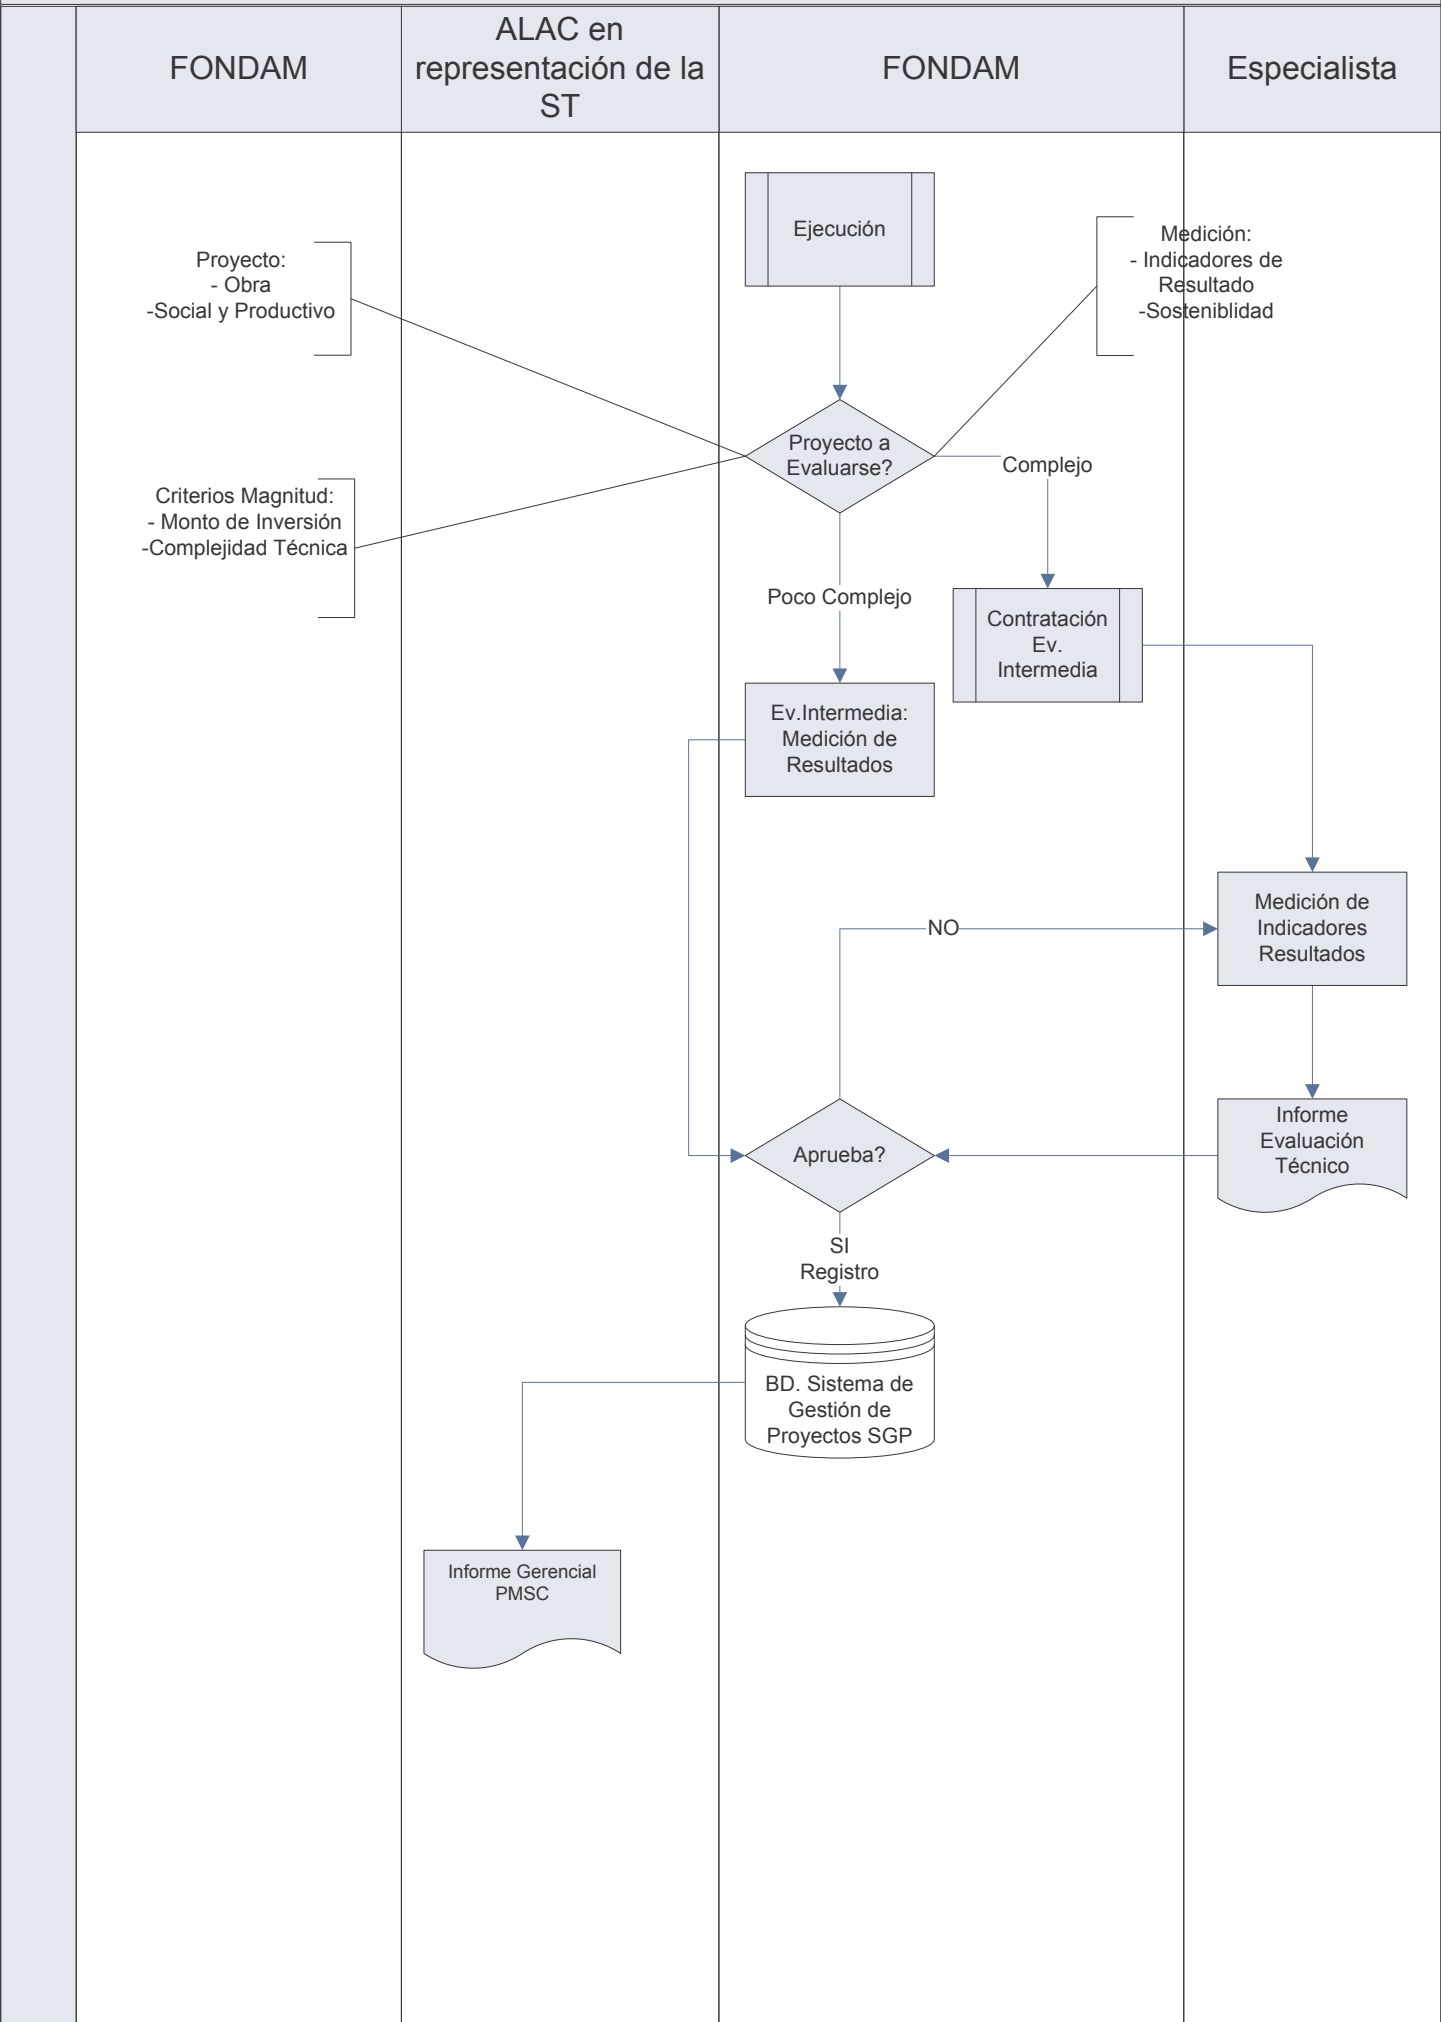 FONDAM
ALAC en
representación de la
ST
FONDAM
Especialista
Ejecución
Proyecto:
- Obra
-Social y Productivo
Medición:
- Indicadores de
Resultado
-Susteniblidad
Proyecto a
Evaluarse?
Complejo
Criterios Magnitud:
- Monto de Inversión
-Complejidad Técnica
Poco Complejo
Contratación
Ev.
Intermedia
Ev.Intermedia:
Medición de
Resultados
Medición de
Indicadores
Resultados
NO
Informe
Evaluación
Técnico
Aprueba?
SI
Registro
BD. Sistema de
Gestión de
Proyectos SGP
Informe Gerencial
PMSC